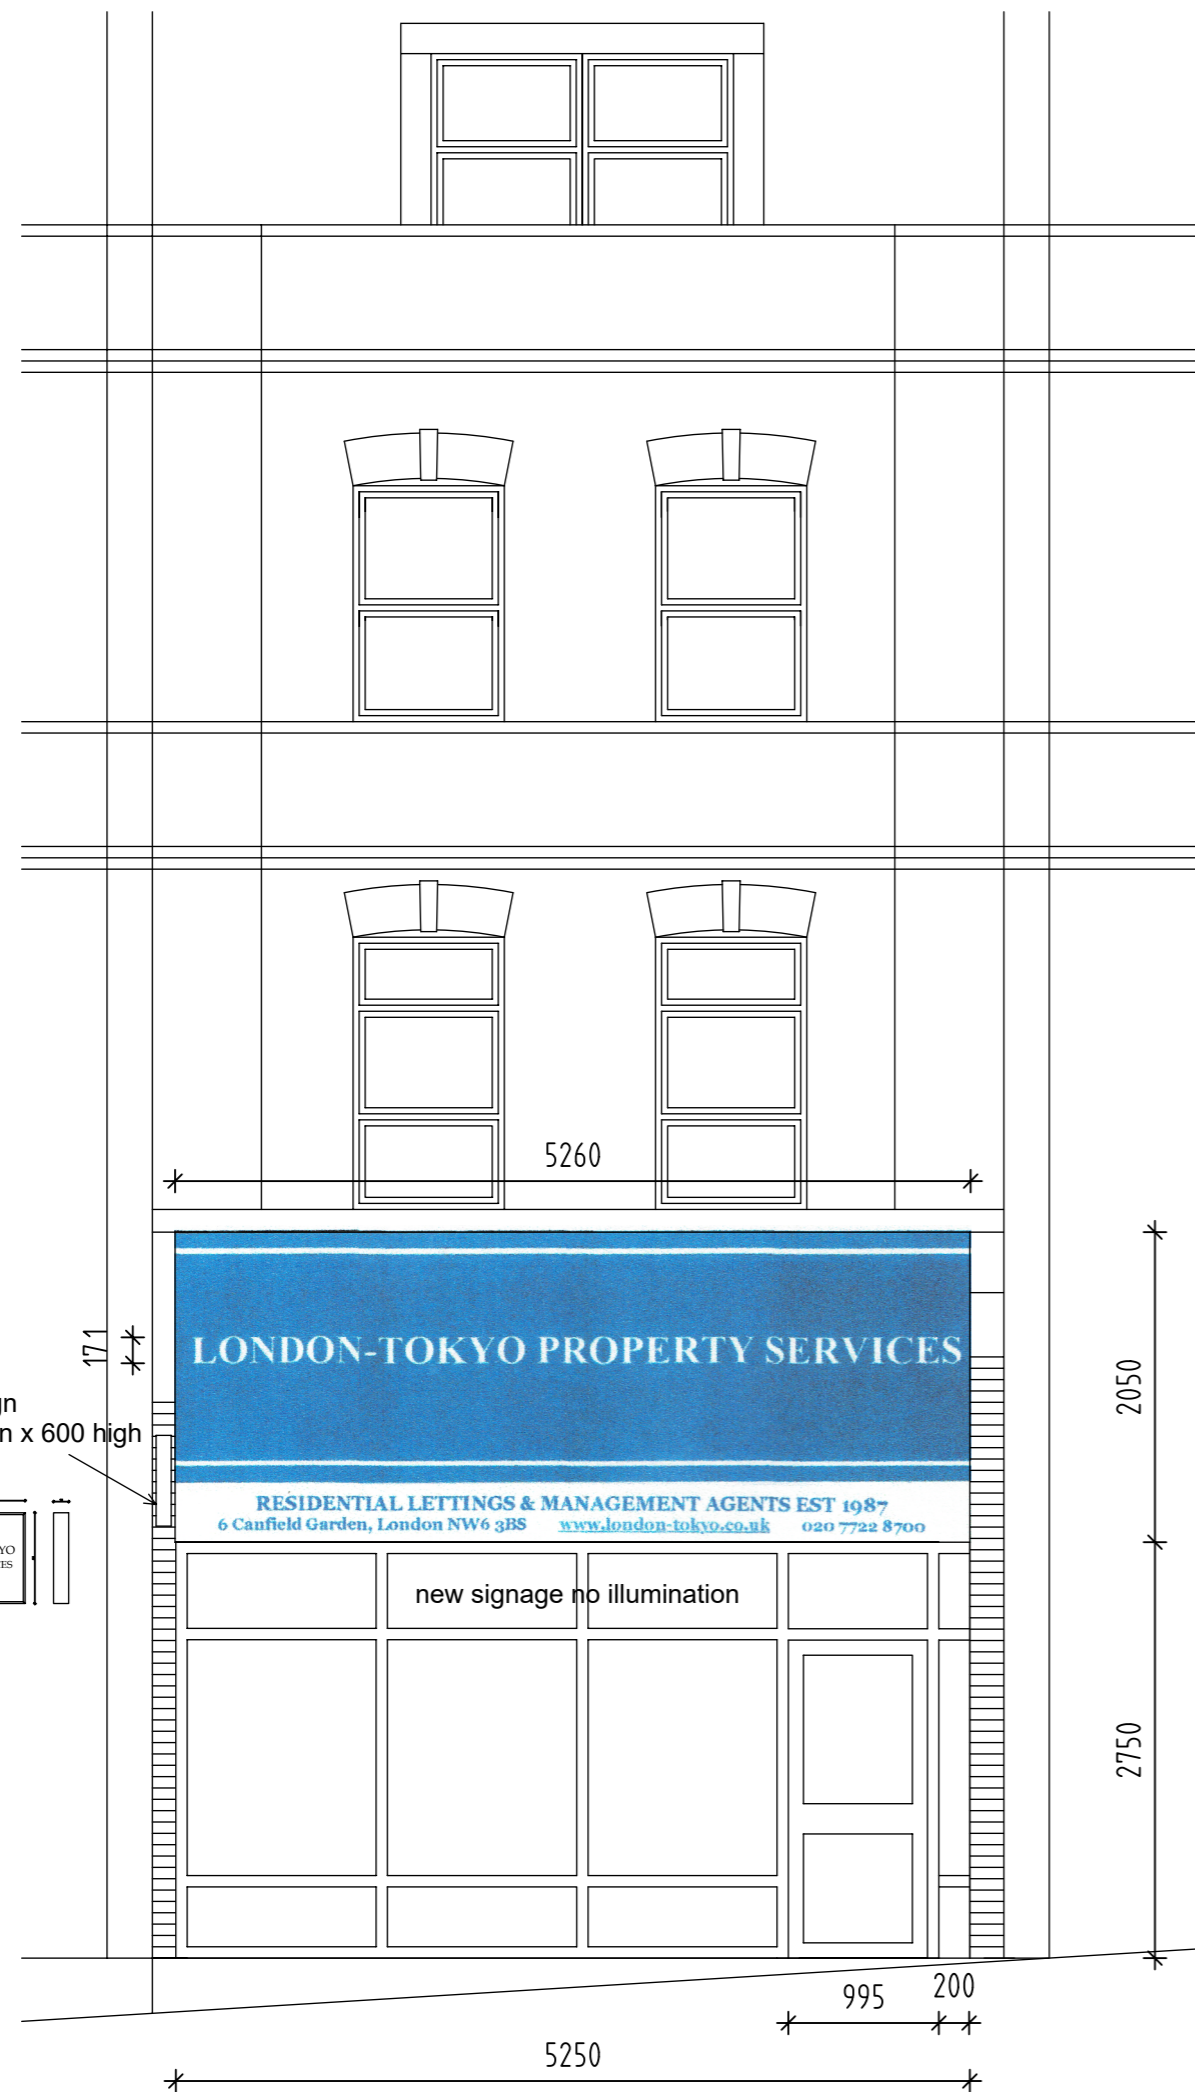 5260
171
LONDON-TOKYO PROPERTY SERVICES
2050
x 600 high
RESIDENTIAL LETTINGS & MANAGEMENT AGENTS EST 1987
6 Canfield Garden, London NW6 3BS www.london-tokyo.co.uk 020 7722 8700
new signage no illumination
2750
995 200
5250